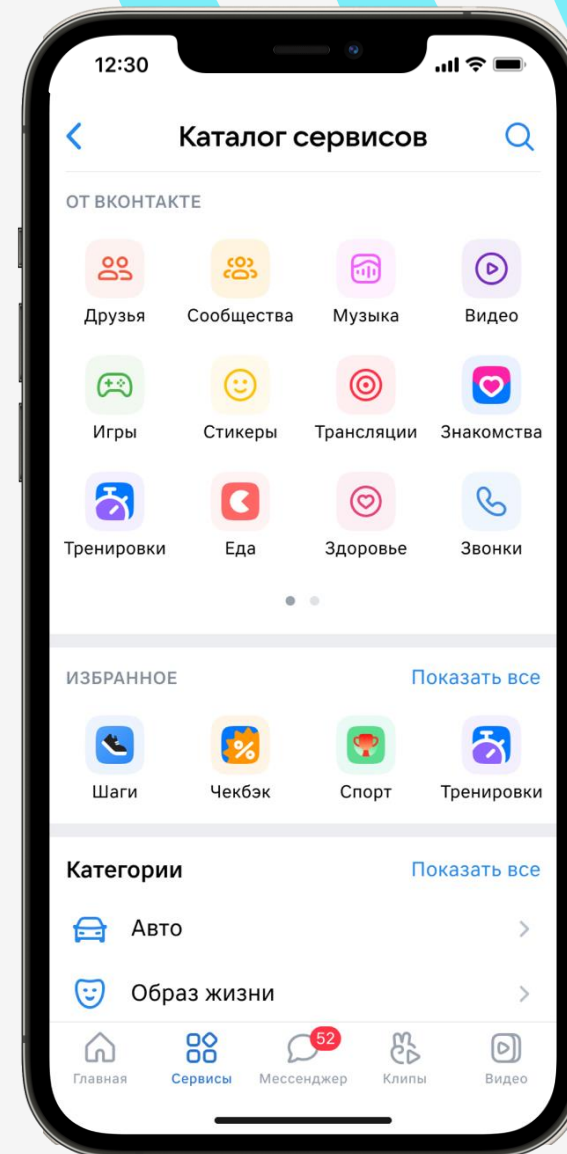 12:30
Каталог сервисов
ОТ ВКОНТАКТЕ
Друзья Сообщества Музыка Видео
Игры Стикеры Трансляции Знакомства
Тренировки Еда Здоровье Звонки
ИЗБРАННОЕ Показать все
Шаги Чекбэк Спорт Тренировки
Категории Показать все
Авто
Образ жизни
52
Главная Сервисы Мессенджер Клипы Видео